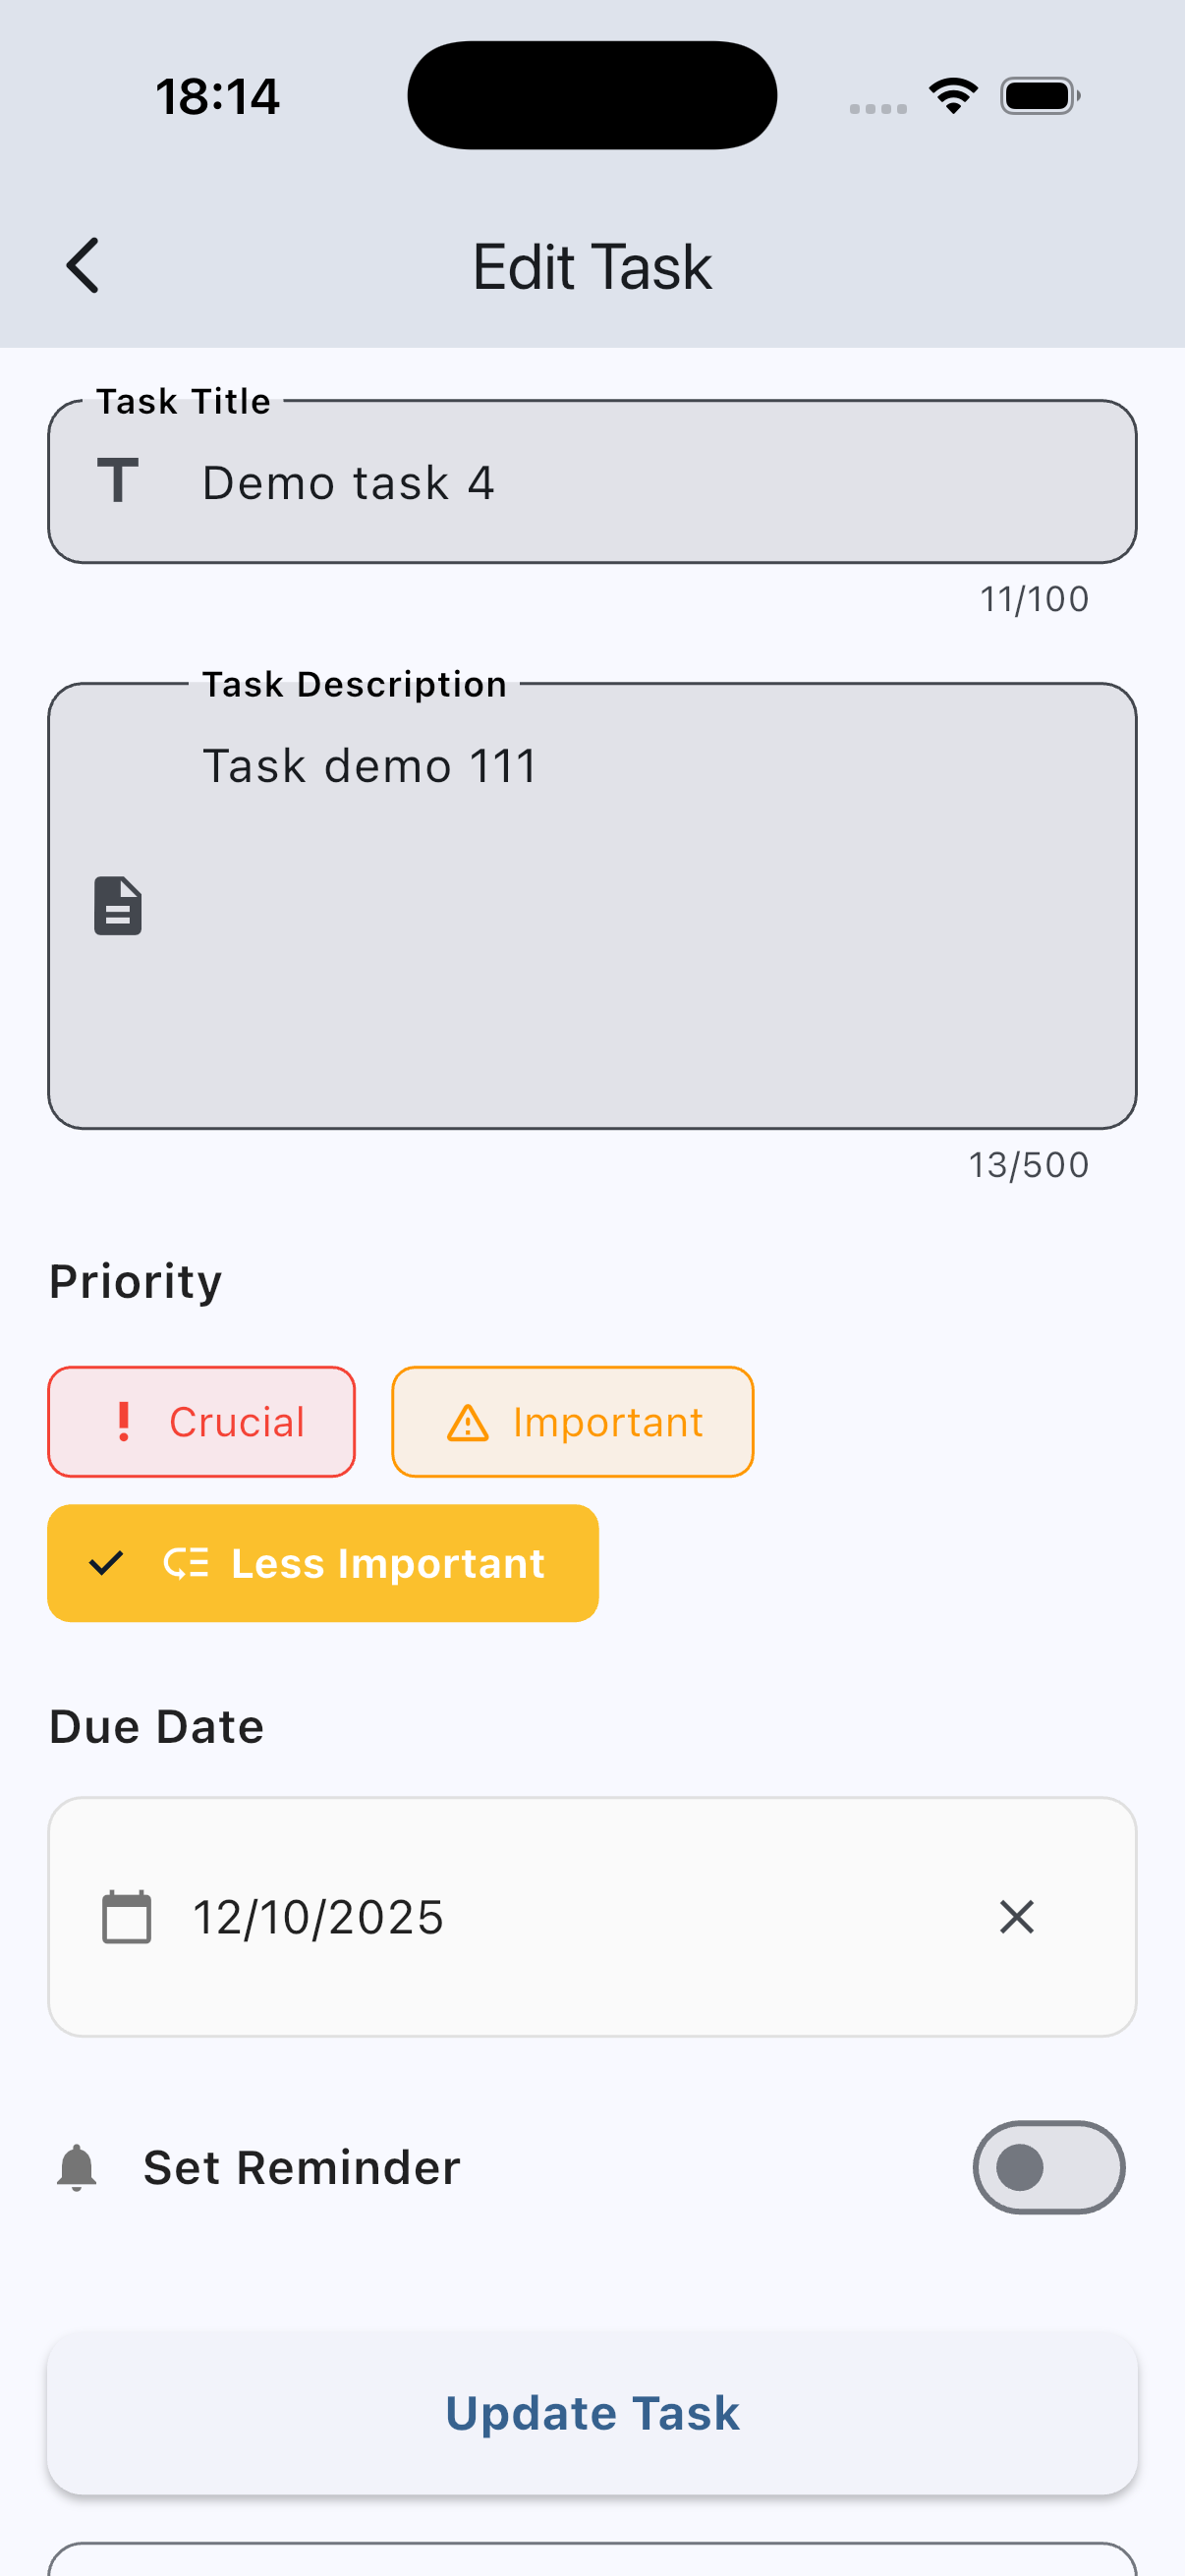 18:14
Edit Task
Task Title
Demo task 4
11/100
Task Description
Task demo 111
13/500
Priority
Crucial
Important
Less Important
Due Date
12/10/2025
Set Reminder
Update Task